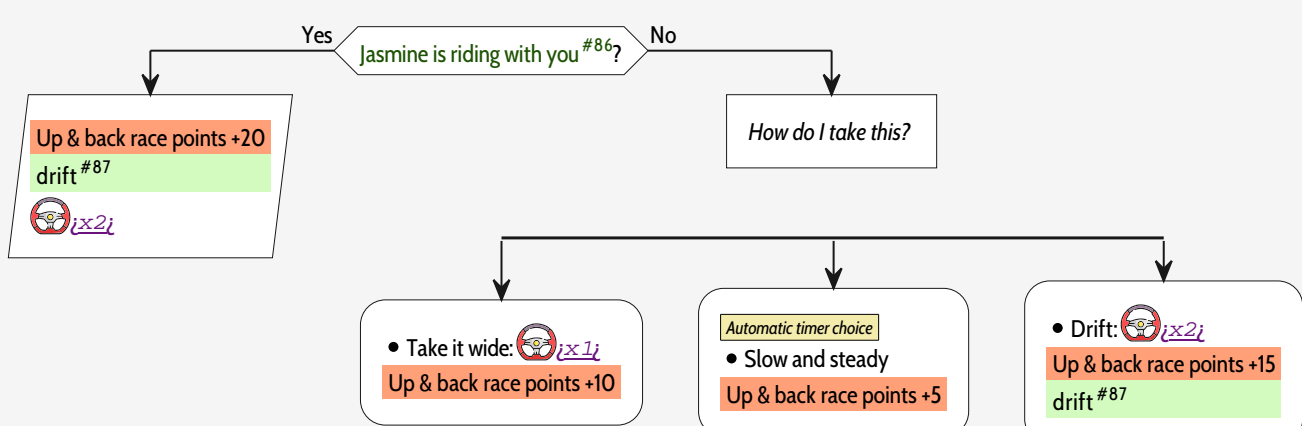 Yes
Jasmine is riding with you #86?
No
Up & back race points +20
drift #87
¡x2¿
How do I take this?
• Take it wide: ¡x1¿
Up & back race points +10
Automatic timer choice
• Slow and steady
Up & back race points +5
• Drift: ¡x2¿
Up & back race points +15
drift #87